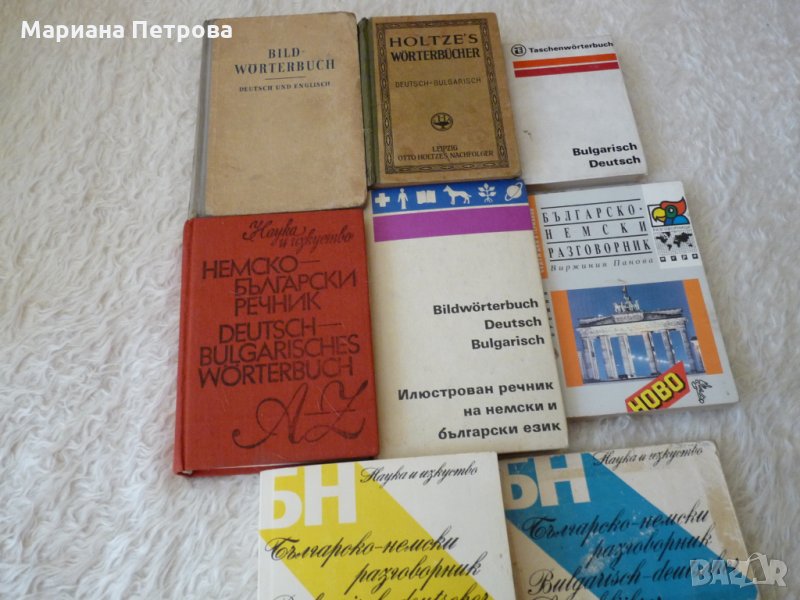 Мариана Петрова
BILD-
WÖRTERBUCH
DEUTSCH UND ENGLISCH
HOLTZE'S
WÖRTERBÜCHER
DEUTSCH-BULGARISCH
LEIPZIG
OTTO HOLTZES NACHFOLGER
Taschenwörterbuch
Bulgarisch
Deutsch
Наука и изкуство
НЕМСКО-
БЪЛГАРСКИ
РЕЧНИК
DEUTSCH-
BULGARISCHES
WÖRTERBUCH
A-Z
Bildwörterbuch
Deutsch
Bulgarisch
Илюстрован речник
на немски и
български език
БЪЛГАРСКО-
НЕМСКИ
РАЗГОВОРНИК
Виржиния Панова
НОВО
БН
Наука и изкуство
Българско-немски
разговорник
БН
Наука и изкуство
Българско-немски
разговорник
BAZAR